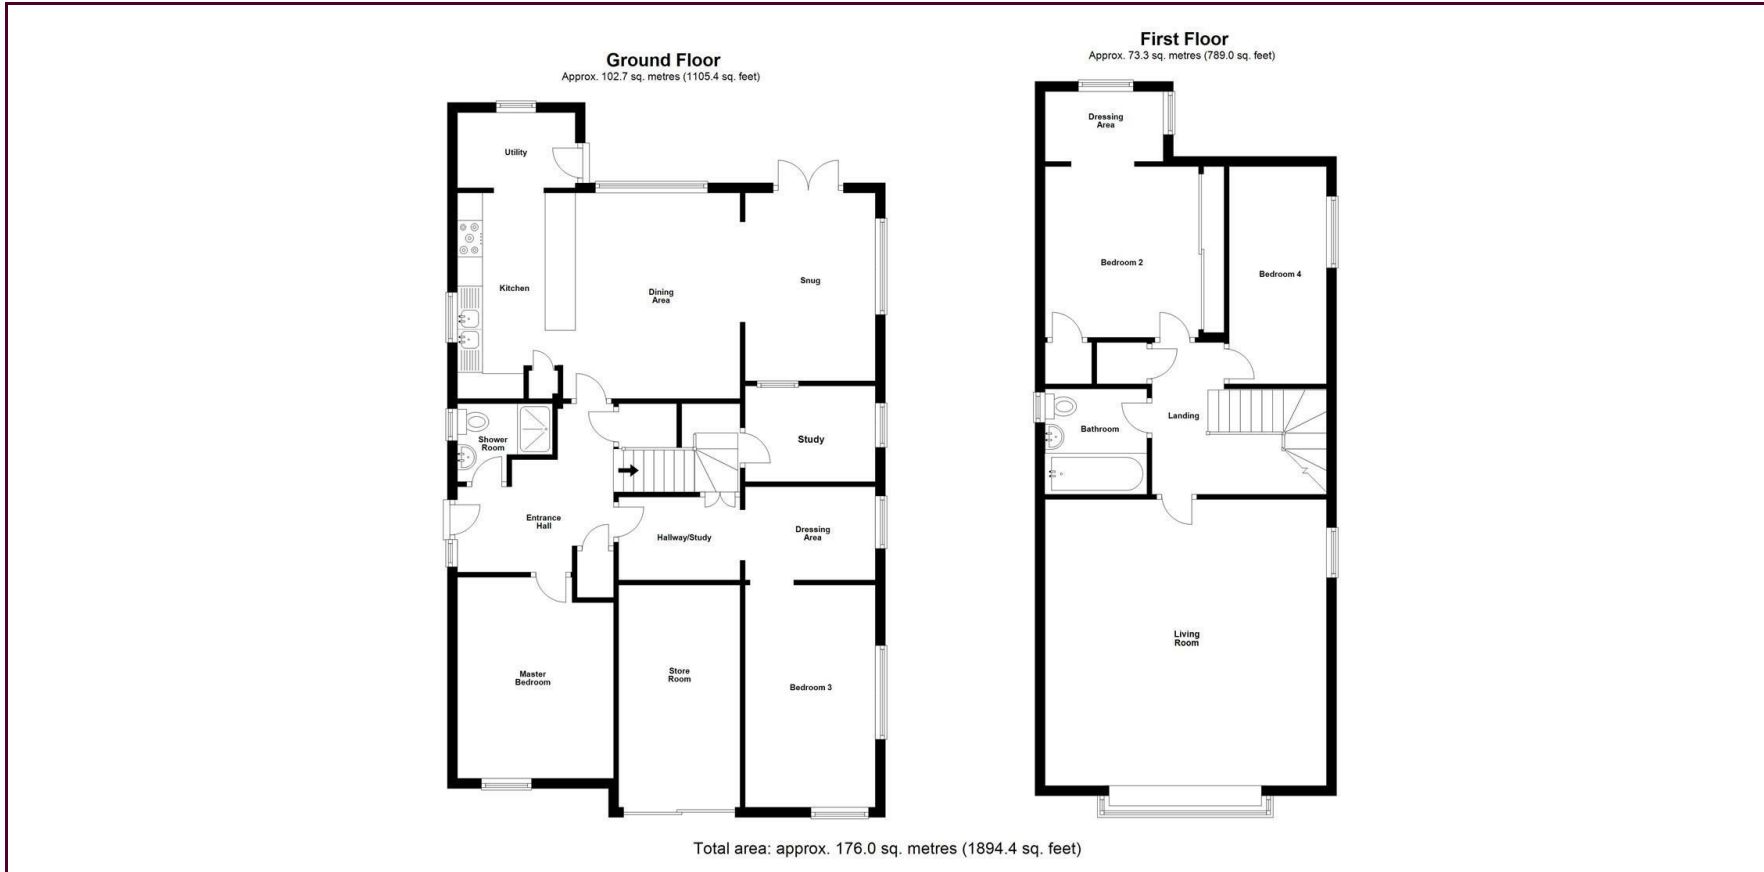 Ground Floor
Approx. 102.7 sq. metres (1105.4 sq. feet)
Utility
Kitchen
Dining
Area
Snug
Shower
Room
Study
Entrance
Hall
Hallway/Study
Dressing
Area
Master
Bedroom
Store
Room
Bedroom 3
First Floor
Approx. 73.3 sq. metres (789.0 sq. feet)
Dressing
Area
Bedroom 2
Bedroom 4
Bathroom
Landing
Living
Room
Total area: approx. 176.0 sq. metres (1894.4 sq. feet)